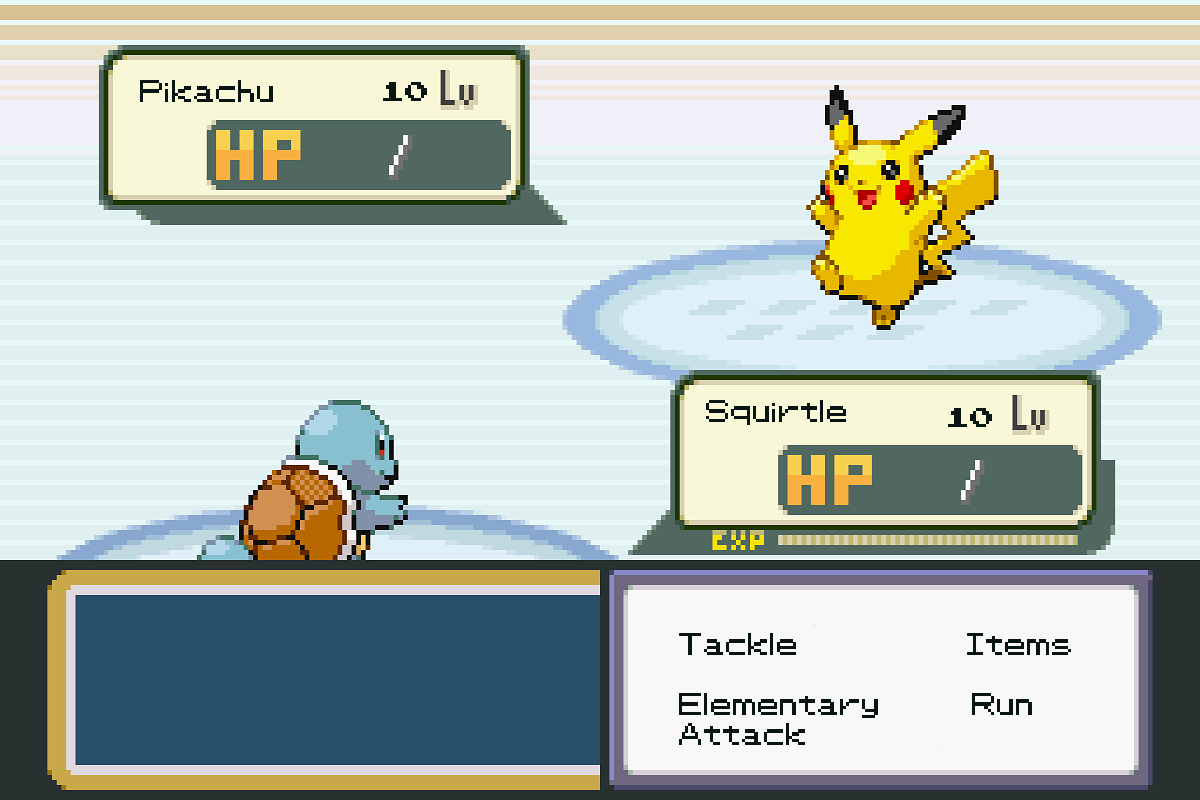 Pikachu 10 Lv
HP /
Squirtle 10 Lv
HP /
EXP
Tackle Items
Elementary Run
Attack